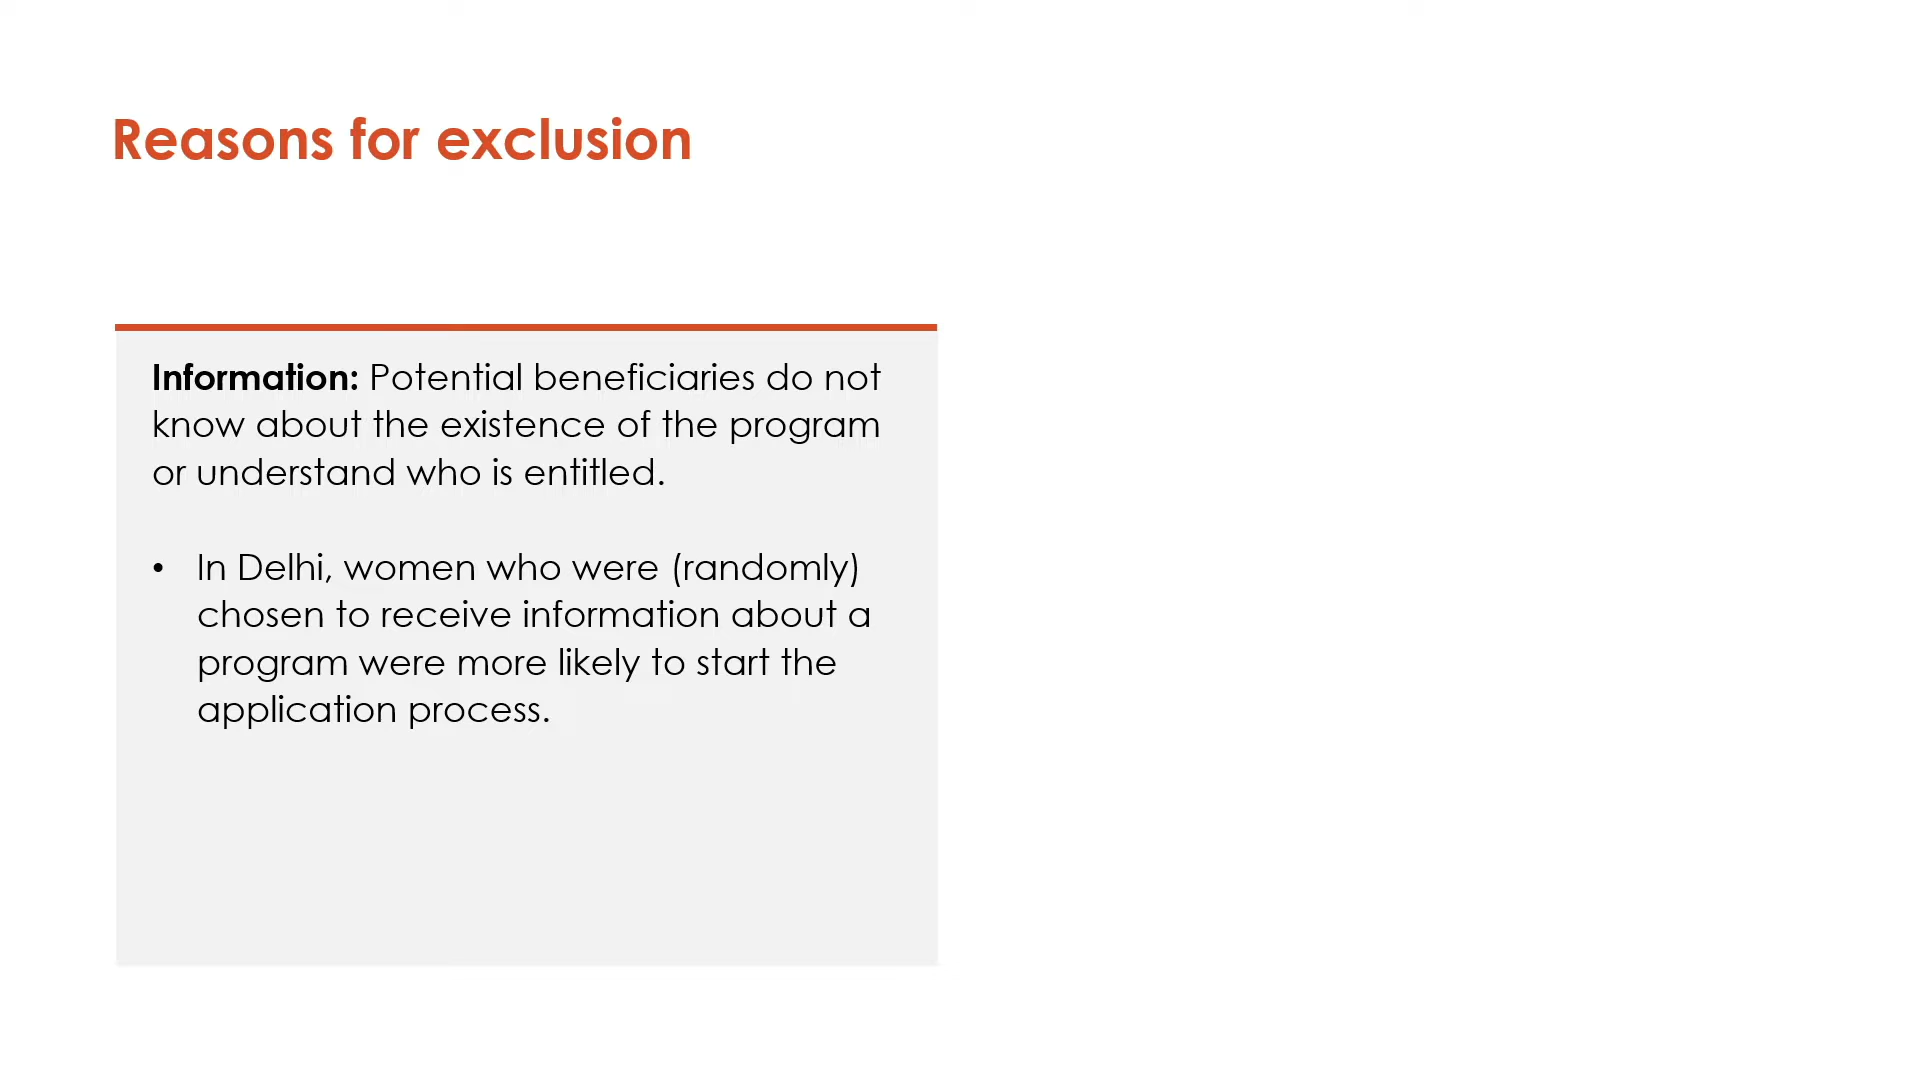 Reasons for exclusion
Information: Potential beneficiaries do not
know about the existence of the program
or understand who is entitled.
• In Delhi, women who were (randomly)
chosen to receive information about a
program were more likely to start the
application process.